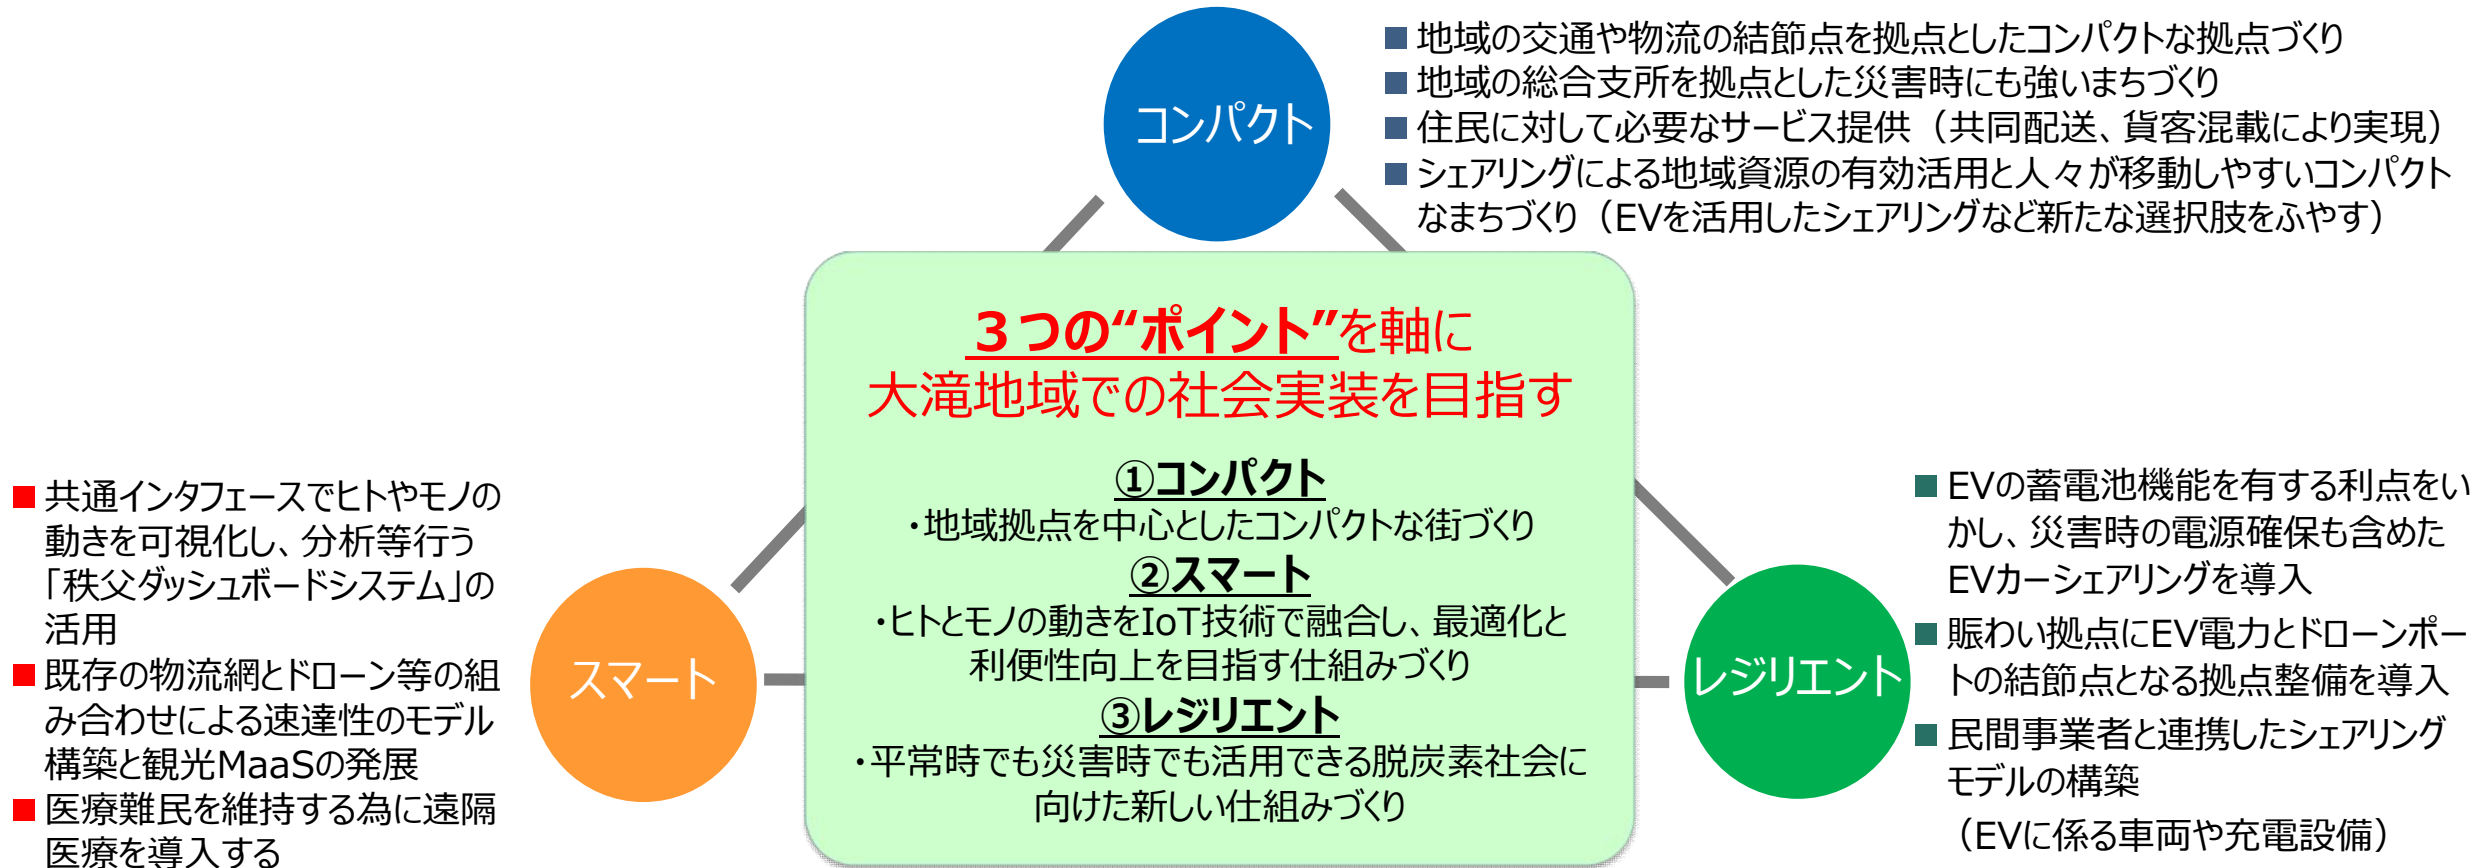 コンパクト
■地域の交通や物流の結節点を拠点としたコンパクトな拠点づくり
■地域の総合支所を拠点とした災害時にも強いまちづくり
■住民に対して必要なサービス提供（共同配送、貨客混載により実現）
■シェアリングによる地域資源の有効活用と人々が移動しやすいコンパクト
なまちづくり（EVを活用したシェアリングなど新たな選択肢をふやす）
３つの“ポイント”を軸に
大滝地域での社会実装を目指す
①コンパクト
・地域拠点を中心としたコンパクトな街づくり
②スマート
・ヒトとモノの動きをIoT技術で融合し、最適化と
利便性向上を目指す仕組みづくり
③レジリエント
・平常時でも災害時でも活用できる脱炭素社会に
向けた新しい仕組みづくり
■共通インタフェースでヒトやモノの
動きを可視化し、分析等行う
「秩父ダッシュボードシステム」の
活用
■既存の物流網とドローン等の組
み合わせによる速達性のモデル
構築と観光MaaSの発展
■医療難民を維持する為に遠隔
医療を導入する
スマート
レジリエント
■EVの蓄電池機能を有する利点をい
かし、災害時の電源確保も含めた
EVカーシェアリングを導入
■賑わい拠点にEV電力とドローンポー
トの結節点となる拠点整備を導入
■民間事業者と連携したシェアリング
モデルの構築
（EVに係る車両や充電設備）